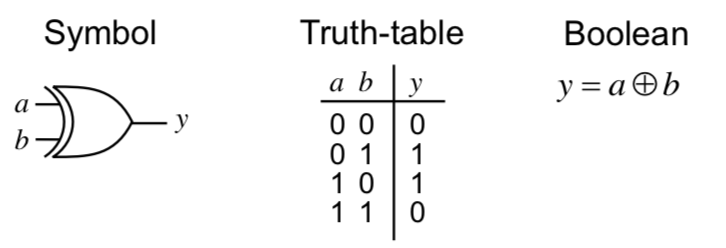 Symbol
a
b
y
Truth-table
a b y
0 0 0
0 1 1
1 0 1
1 1 0
Boolean
y = a ⊕ b